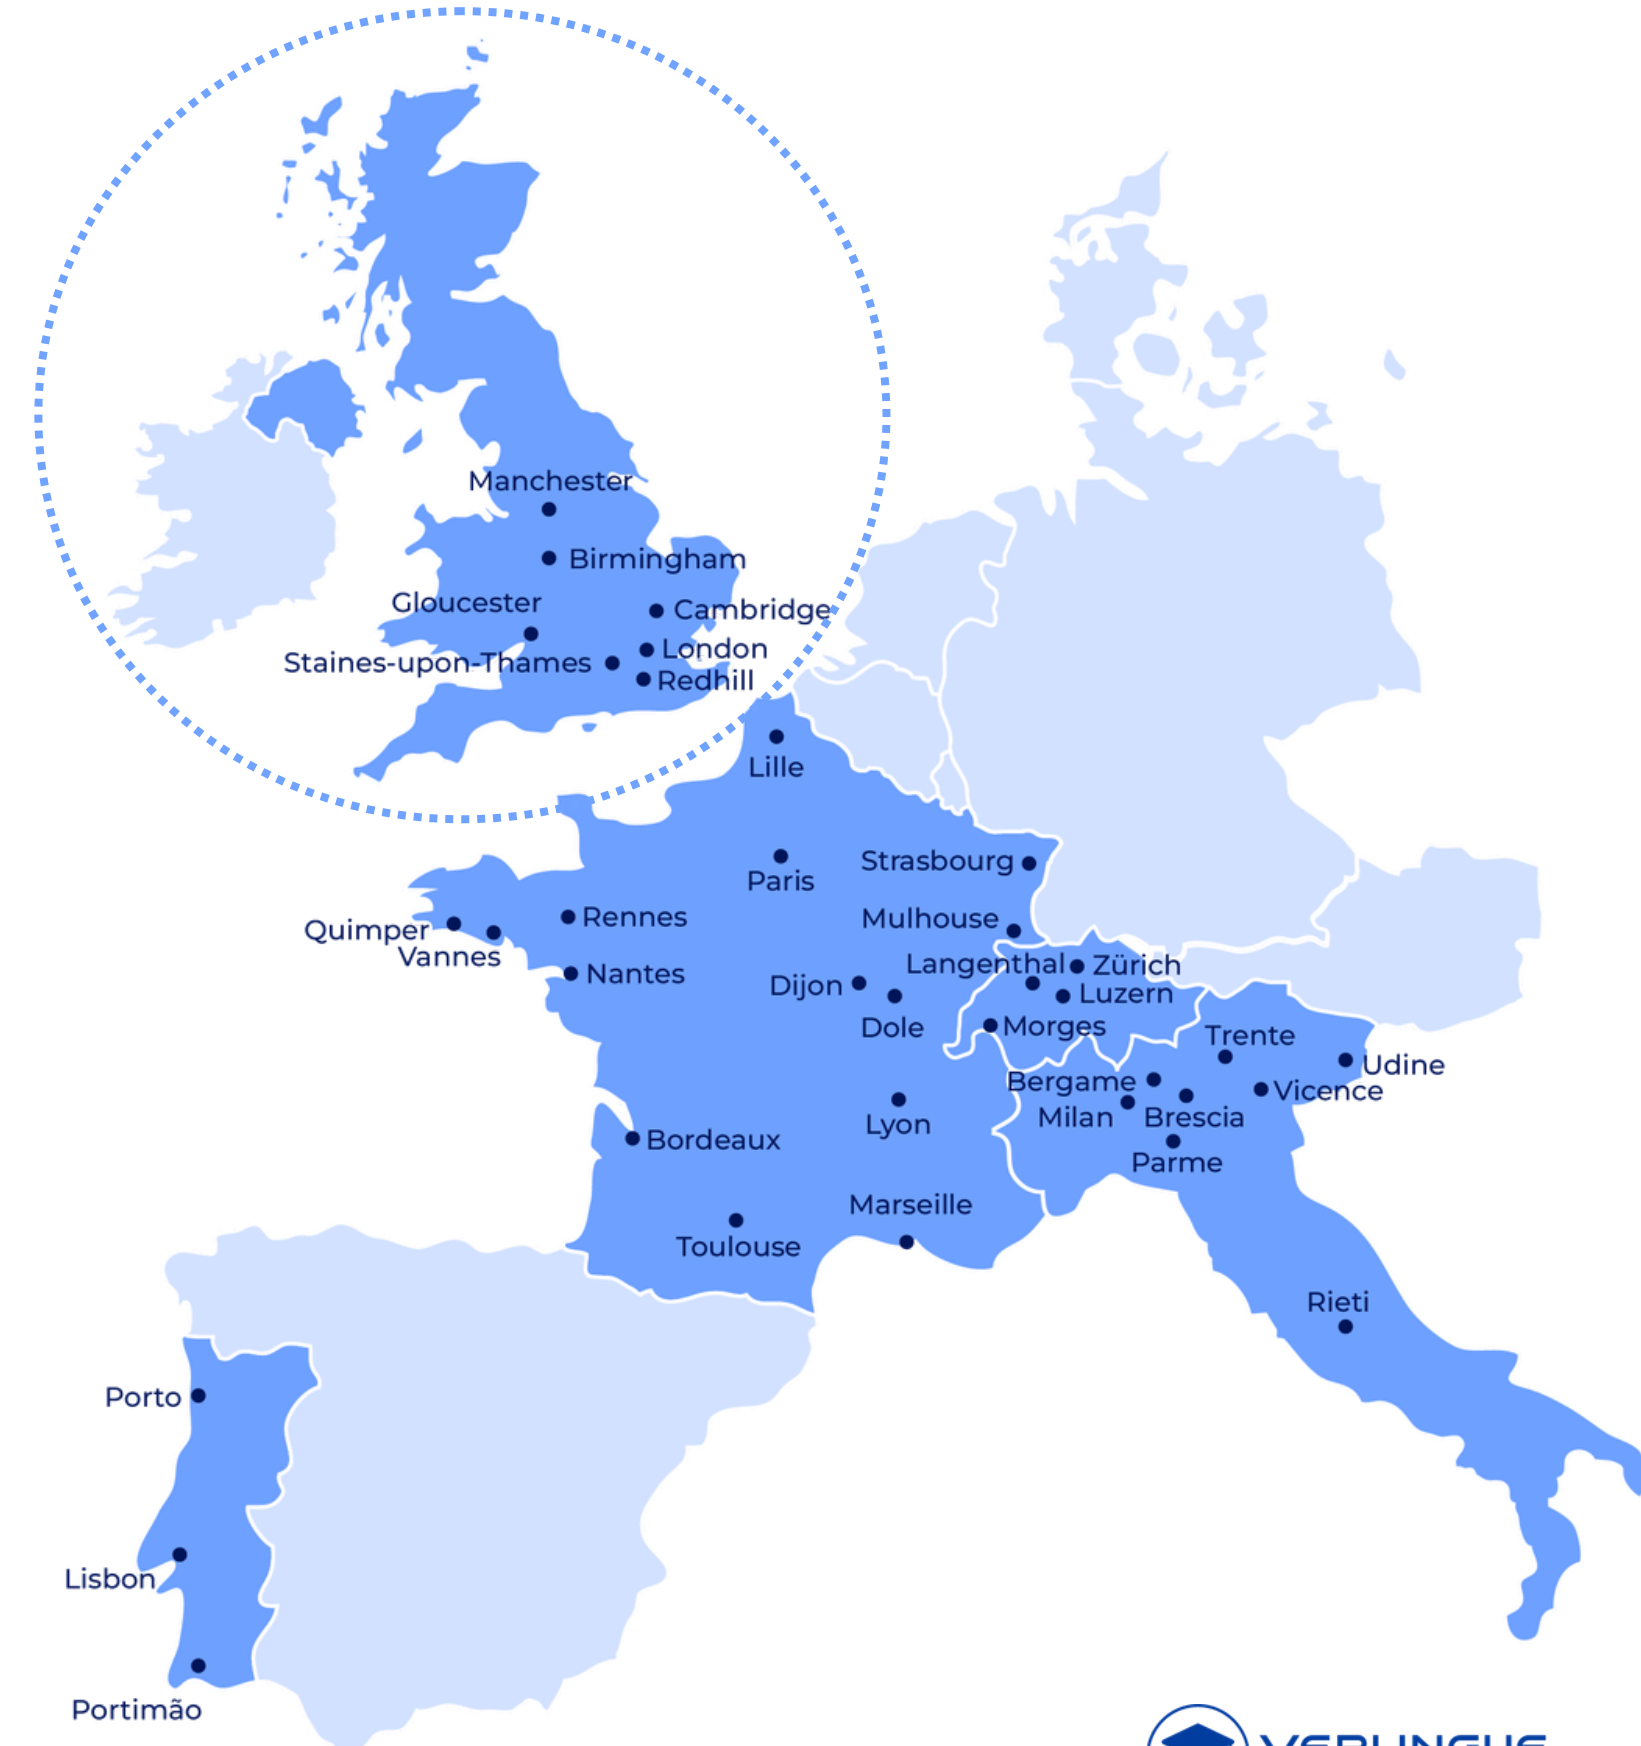 Manchester
Birmingham
Gloucester
Cambridge
London
Staines-upon-Thames
Redhill
Lille
Paris
Strasbourg
Quimper
Rennes
Mulhouse
Vannes
Nantes
Langenthal
Zürich
Dijon
Luzern
Dole
Morges
Trente
Udine
Bergame
Vicence
Milan
Brescia
Lyon
Bordeaux
Parme
Marseille
Toulouse
Rieti
Porto
Lisbon
Portimão
VERLINGUE